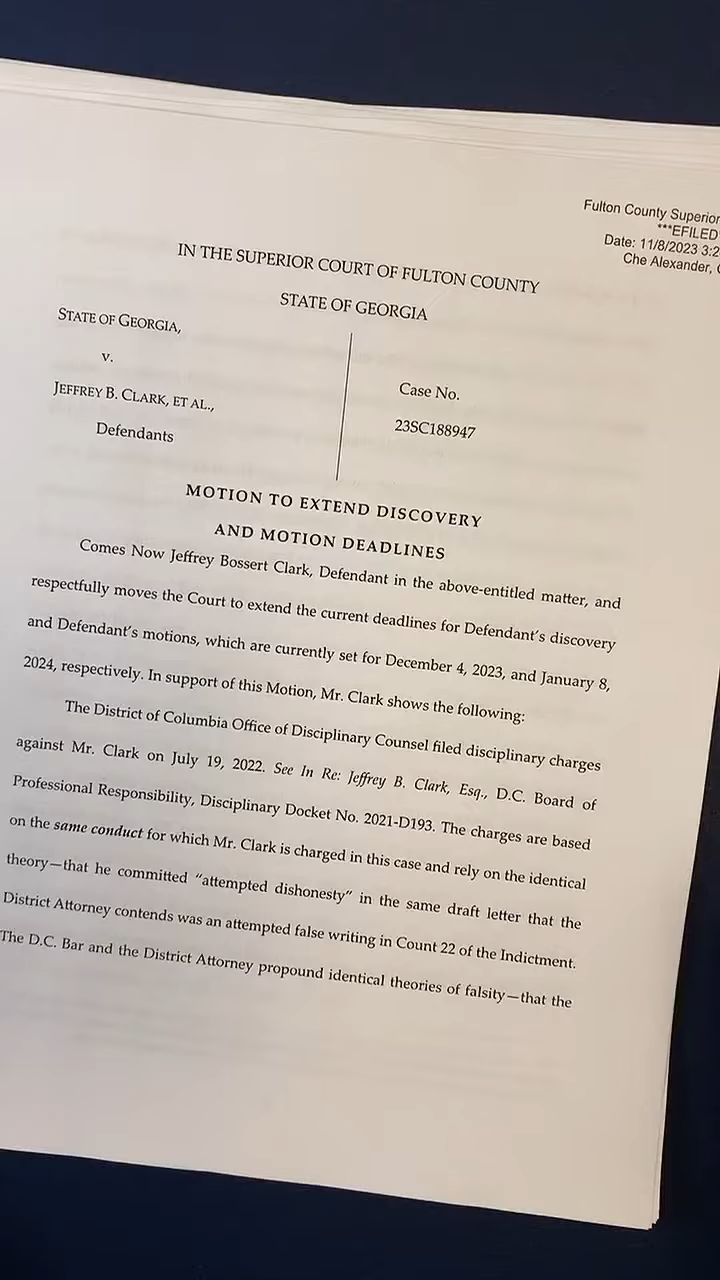 Fulton County Superior
***EFILED
Date: 11/8/2023 3:2
Che Alexander,
IN THE SUPERIOR COURT OF FULTON COUNTY
STATE OF GEORGIA
STATE OF GEORGIA,
v.
JEFFREY B. CLARK, ET AL.,
Defendants
Case No.
23SC188947
MOTION TO EXTEND DISCOVERY
AND MOTION DEADLINES
Comes Now Jeffrey Bossert Clark, Defendant in the above-entitled matter, and
respectfully moves the Court to extend the current deadlines for Defendant's discovery
and Defendant's motions, which are currently set for December 4, 2023, and January 8,
2024, respectively. In support of this Motion, Mr. Clark shows the following:
The District of Columbia Office of Disciplinary Counsel filed disciplinary charges
against Mr. Clark on July 19, 2022. See In Re: Jeffrey B. Clark, Esq., D.C. Board of
Professional Responsibility, Disciplinary Docket No. 2021-D193. The charges are based
on the same conduct for which Mr. Clark is charged in this case and rely on the identical
theory—that he committed "attempted dishonesty" in the same draft letter that the
District Attorney contends was an attempted false writing in Count 22 of the Indictment.
The D.C. Bar and the District Attorney propound identical theories of falsity—that the